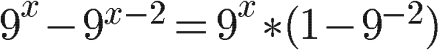 9^x − 9^{x−2} = 9^x ∗ (1 − 9^{−2})